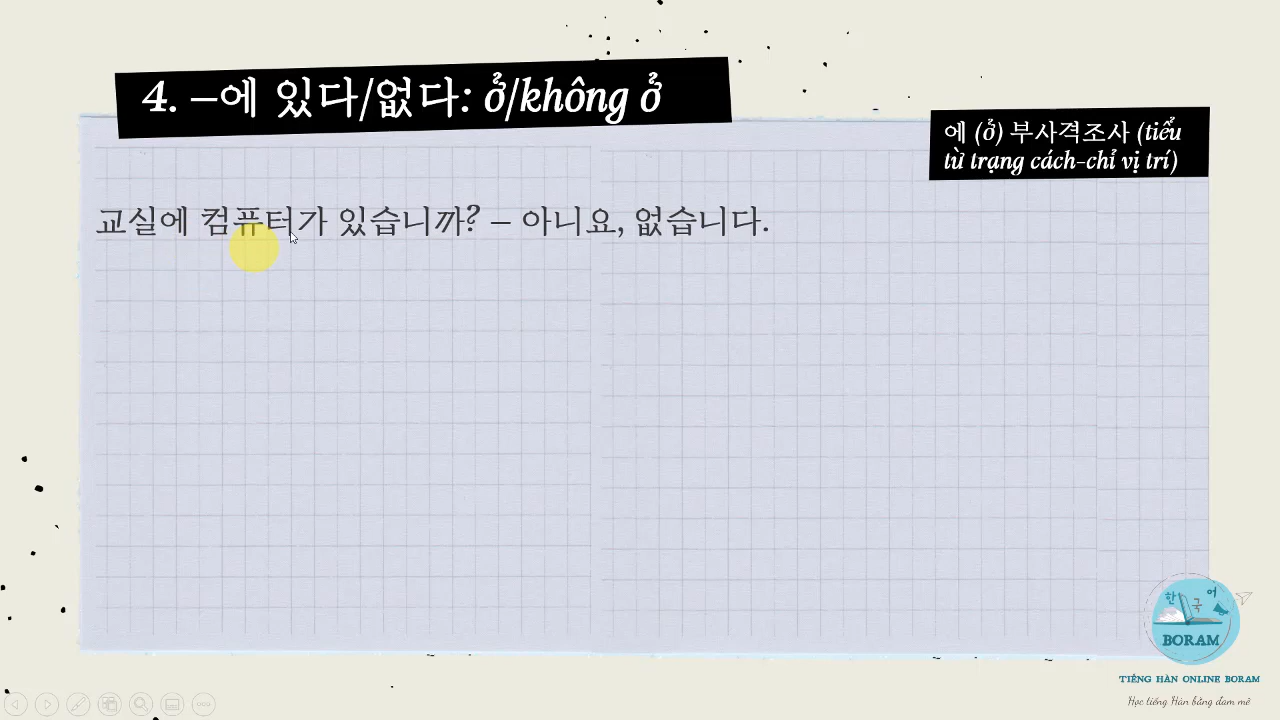 4. –에 있다/없다: ở/không ở
에 (ở) 부사격조사 (tiểu
từ trạng cách-chỉ vị trí)
교실에 컴퓨터가 있습니까? – 아니요, 없습니다.
한
국
어
BORAM
TIẾNG HÀN ONLINE BORAM
Học tiếng Hàn bằng đam mê